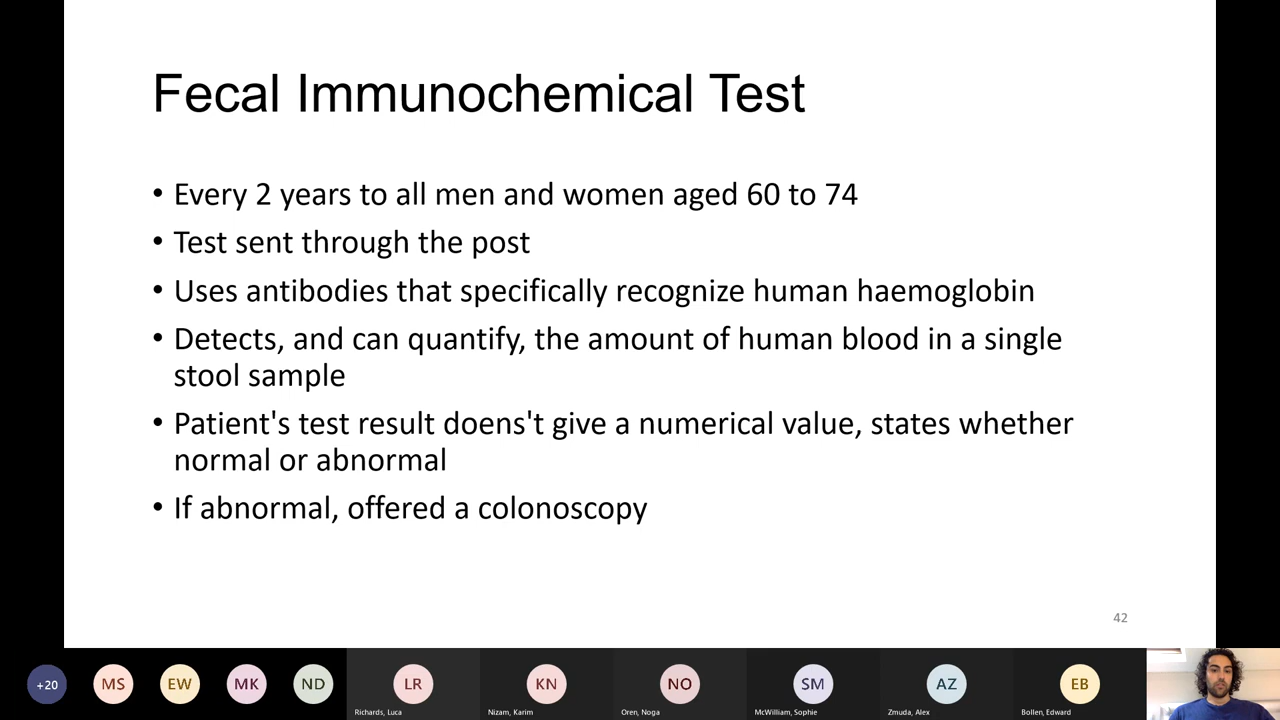 Fecal Immunochemical Test
• Every 2 years to all men and women aged 60 to 74
• Test sent through the post
• Uses antibodies that specifically recognize human haemoglobin
• Detects, and can quantify, the amount of human blood in a single
stool sample
• Patient's test result doens't give a numerical value, states whether
normal or abnormal
• If abnormal, offered a colonoscopy
42
+20
MS
EW
MK
ND
LR
KN
NO
SM
AZ
EB
Richards, Luca
Nizam, Karim
Oren, Noga
McWilliam, Sophie
Zmuda, Alex
Bollen, Edward